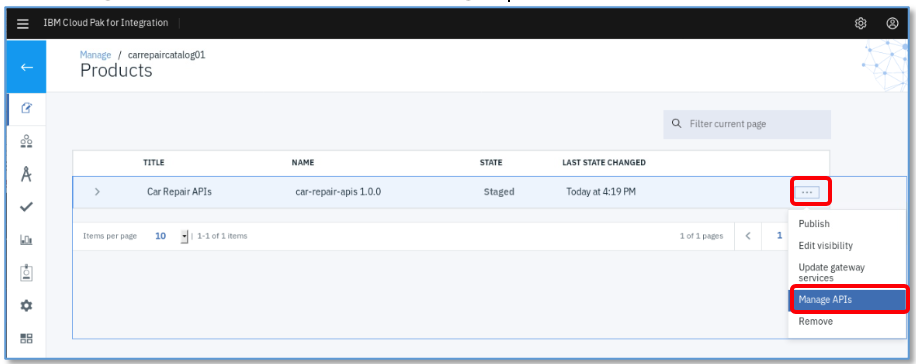 IBM Cloud Pak for Integration
Manage / carrepaircatalog01
Products
Filter current page
TITLE NAME STATE LAST STATE CHANGED
Car Repair APIs car-repair-apis 1.0.0 Staged Today at 4:19 PM
Items per page 10 | 1-1 of 1 items 1 of 1 pages 1
Publish
Edit visibility
Update gateway
services
Manage APIs
Remove